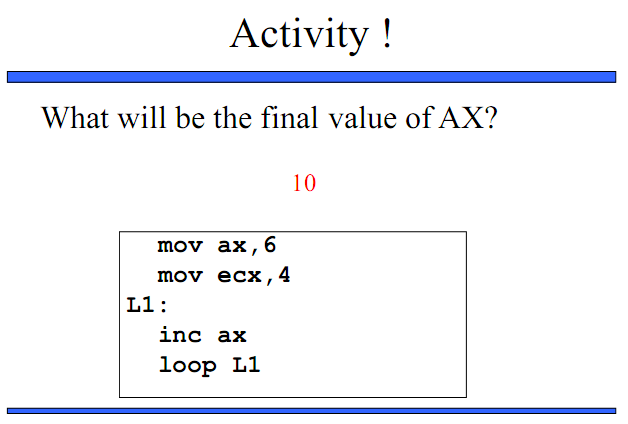 Activity !
What will be the final value of AX?
10
mov ax,6
mov ecx,4
L1:
inc ax
loop L1